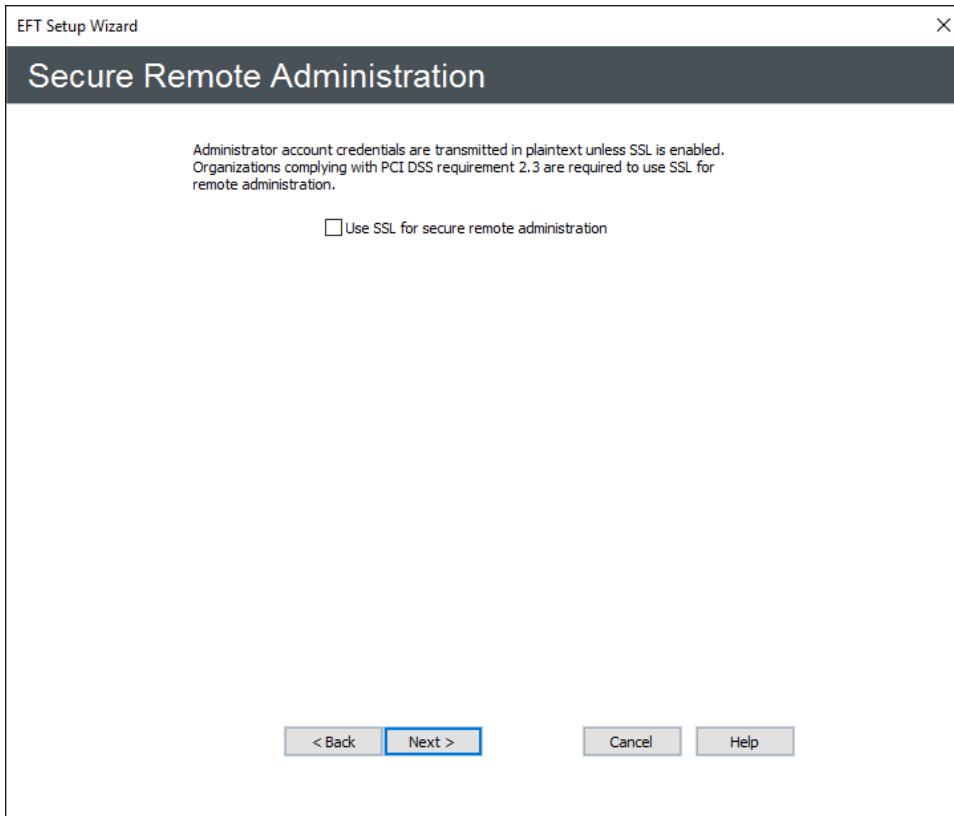 EFT Setup Wizard
Secure Remote Administration
Administrator account credentials are transmitted in plaintext unless SSL is enabled.
Organizations complying with PCI DSS requirement 2.3 are required to use SSL for
remote administration.
Use SSL for secure remote administration
< Back Next > Cancel Help